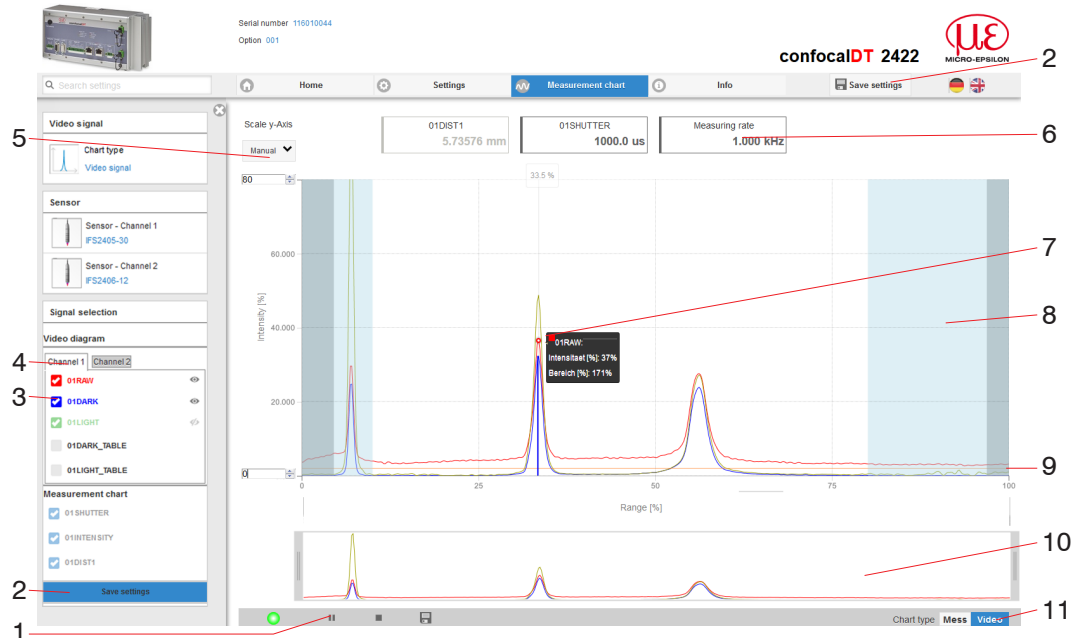 Serial number 116010044
Option 001
confocalDT 2422
µε
MICRO-EPSILON
2
Search settings
Home
Settings
Measurement chart
Info
Save settings
5
Video signal
Chart type
Video signal
Scale y-Axis
Manual
01DIST1
5.73576 mm
01SHUTTER
1000.0 us
Measuring rate
1.000 kHz
6
Sensor
Sensor - Channel 1
IFS2405-30
Sensor - Channel 2
IFS2406-12
Signal selection
Video diagram
4
Channel 1 Channel 2
01RAW
3
01DARK
01LIGHT
01DARK_TABLE
01LIGHT_TABLE
Measurement chart
01SHUTTER
01INTENSITY
01DIST1
2
Save settings
1
80
33.5 %
60.000
40.000
20.000
0
Intensity [%]
01RAW:
Intensitaet [%]: 37%
Bereich [%]: 171%
7
8
9
0
25
50
75
100
Range [%]
10
Chart type Mess Video
11